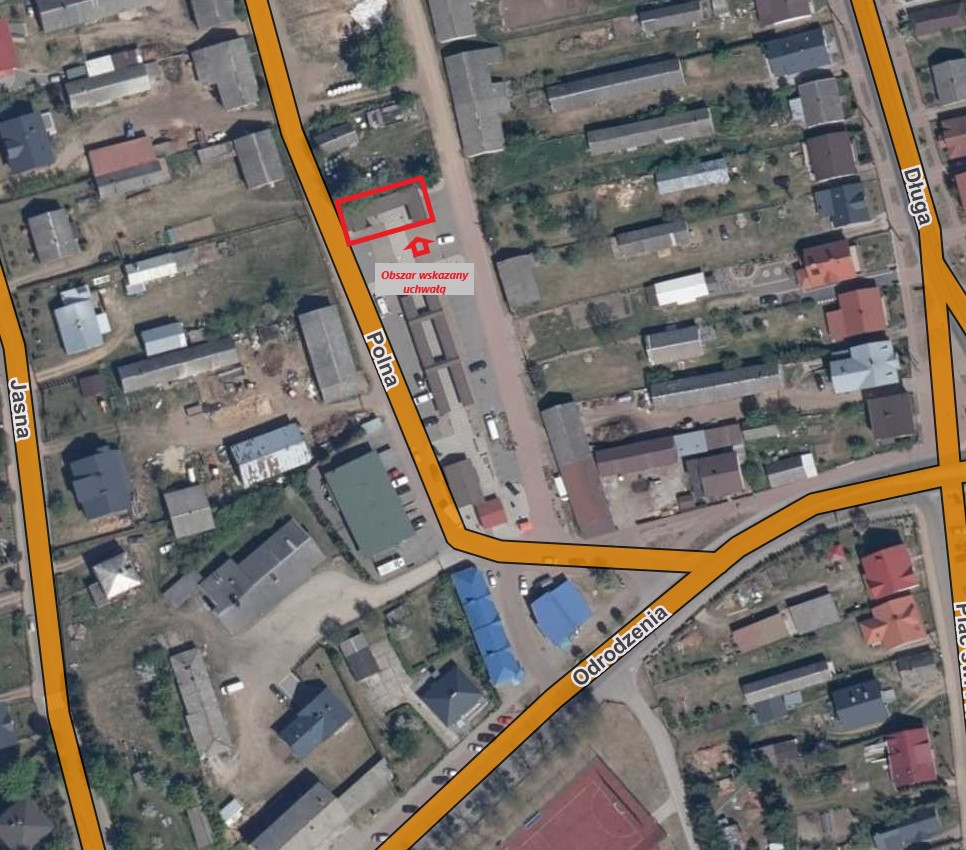 Długa
Obszar wskazany
uchwałą
Polna
Jasna
Odrodzenia